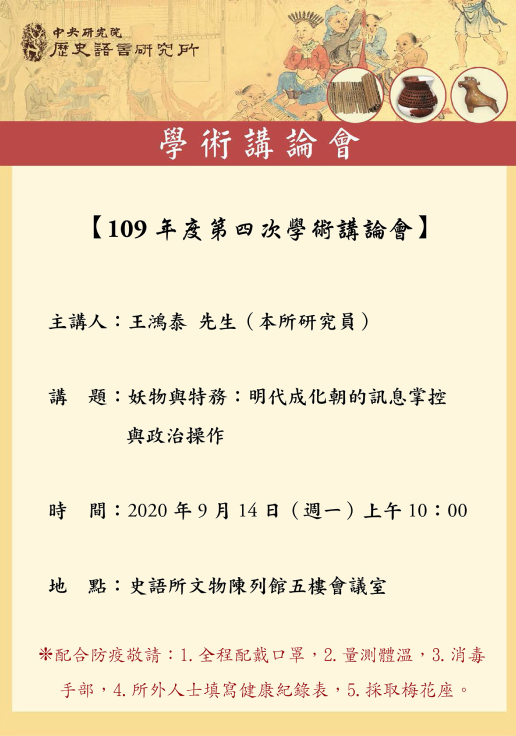 中央研究院
歷史語言研究所
學術講論會
【109 年度第四次學術講論會】
主講人：王鴻泰 先生（本所研究員）
講　題：妖物與特務：明代成化朝的訊息掌控
與政治操作
時　間：2020 年 9 月 14 日（週一）上午 10：00
地　點：史語所文物陳列館五樓會議室
❊配合防疫敬請：1. 全程配戴口罩，2. 量測體溫，3. 消毒
手部，4. 所外人士填寫健康紀錄表，5. 採取梅花座。